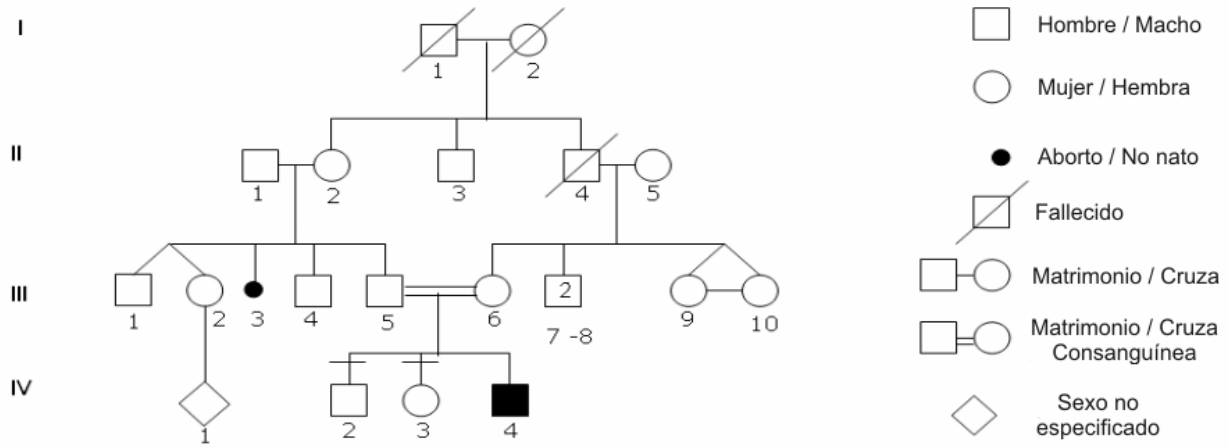 I
1
2
II
1
2
3
4
5
III
1
2
3
4
5
6
2
7 -8
9
10
IV
1
2
3
4
Hombre / Macho
Mujer / Hembra
Aborto / No nato
Fallecido
Matrimonio / Cruza
Matrimonio / Cruza
Consanguínea
Sexo no
especificado